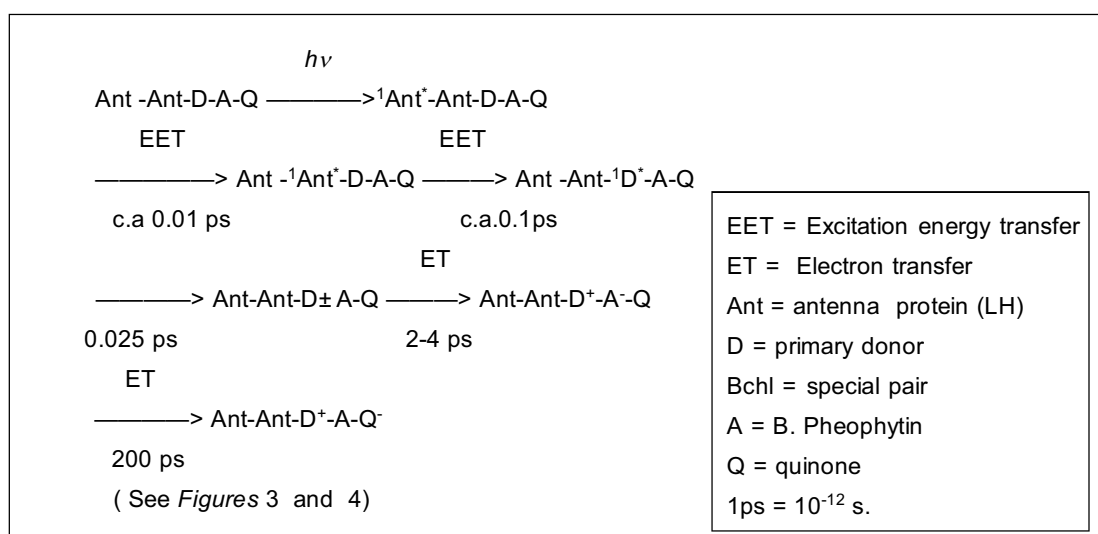 hν
Ant -Ant-D-A-Q ————> ¹Ant*-Ant-D-A-Q
EET EET
—————> Ant -¹Ant*-D-A-Q ———> Ant -Ant-¹D*-A-Q
c.a 0.01 ps c.a.0.1ps
ET
————> Ant-Ant-D± A-Q ———> Ant-Ant-D⁺-A⁻-Q
0.025 ps 2-4 ps
ET
————> Ant-Ant-D⁺-A-Q⁻
200 ps
( See Figures 3 and 4)
EET = Excitation energy transfer
ET = Electron transfer
Ant = antenna protein (LH)
D = primary donor
Bchl = special pair
A = B. Pheophytin
Q = quinone
1ps = 10⁻¹² s.